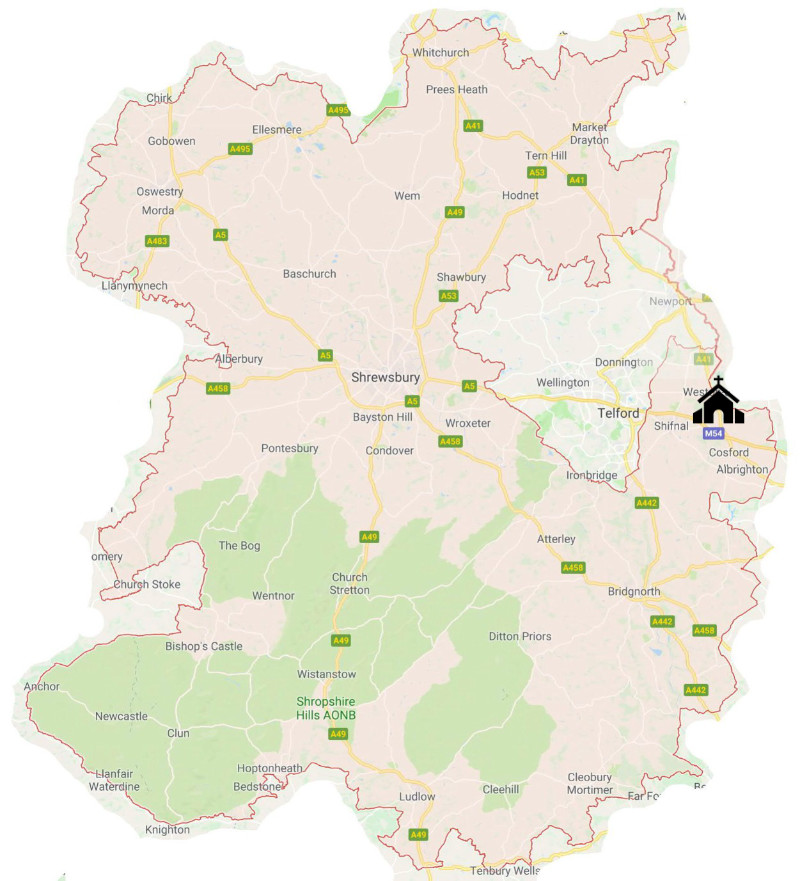 M
Whitchurch
Prees Heath
Chirk
A495
A41
Ellesmere
Market
Drayton
Gobowen
A495
Tern Hill
A53
A41
Oswestry
Wem
Hodnet
Morda
A49
A5
A483
Baschurch
Shawbury
Llanymynech
A53
Newport
Alberbury
A5
Donnington
A41
Shrewsbury
Wellington
A458
A5
West
A5
Telford
Bayston Hill
Wroxeter
Shifnal
M54
Pontesbury
Condover
A458
Cosford
Albrighton
Ironbridge
A442
The Bog
A49
Atterley
omery
A458
Church Stoke
Church
Stretton
Wentnor
Bridgnorth
A442
A458
Bishop's Castle
A49
Ditton Priors
Wistanstow
Anchor
A442
Shropshire
Hills AONB
Newcastle
Clun
A49
Llanfair
Waterdine
Hoptonheath
Bedstone
Cleobury
Mortimer
Ludlow
Cleehill
Knighton
A49
Tenbury Wells